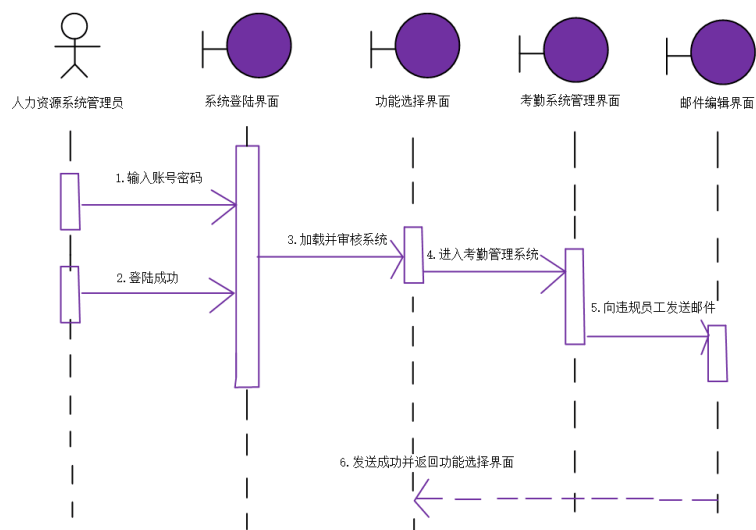 人力资源系统管理员
系统登陆界面
功能选择界面
考勤系统管理界面
邮件编辑界面
1.输入账号密码
3.加载并审核系统
4.进入考勤管理系统
2.登陆成功
5.向违规员工发送邮件
6.发送成功并返回功能选择界面